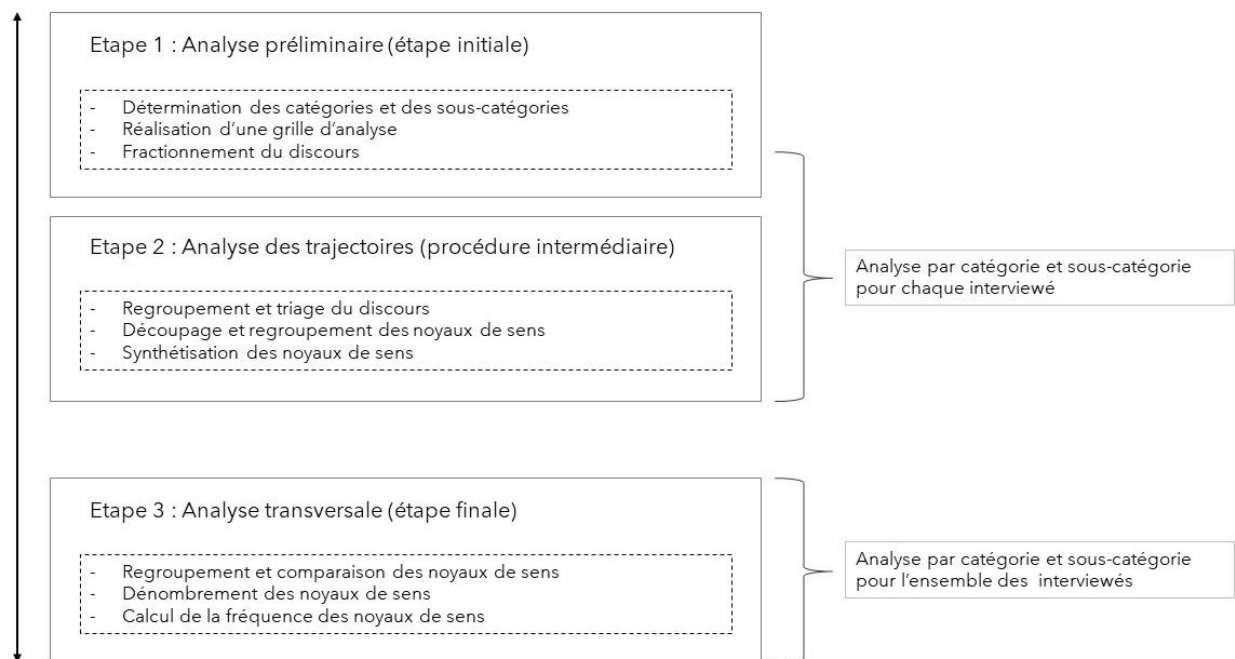 Etape 1 : Analyse préliminaire (étape initiale)
- Détermination des catégories et des sous-catégories
- Réalisation d’une grille d’analyse
- Fractionnement du discours
Etape 2 : Analyse des trajectoires (procédure intermédiaire)
- Regroupement et triage du discours
- Découpage et regroupement des noyaux de sens
- Synthétisation des noyaux de sens
Analyse par catégorie et sous-catégorie
pour chaque interviewé
Etape 3 : Analyse transversale (étape finale)
- Regroupement et comparaison des noyaux de sens
- Dénombrement des noyaux de sens
- Calcul de la fréquence des noyaux de sens
Analyse par catégorie et sous-catégorie
pour l’ensemble des interviewés